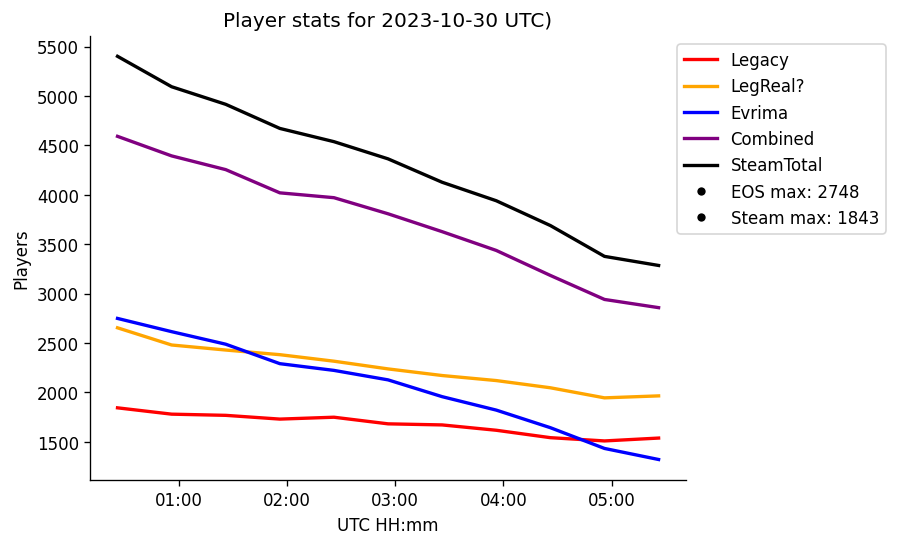 Player stats for 2023-10-30 UTC)
5500
5000
4500
4000
3500
3000
2500
2000
1500
Players
01:00 02:00 03:00 04:00 05:00
UTC HH:mm
Legacy
LegReal?
Evrima
Combined
SteamTotal
EOS max: 2748
Steam max: 1843